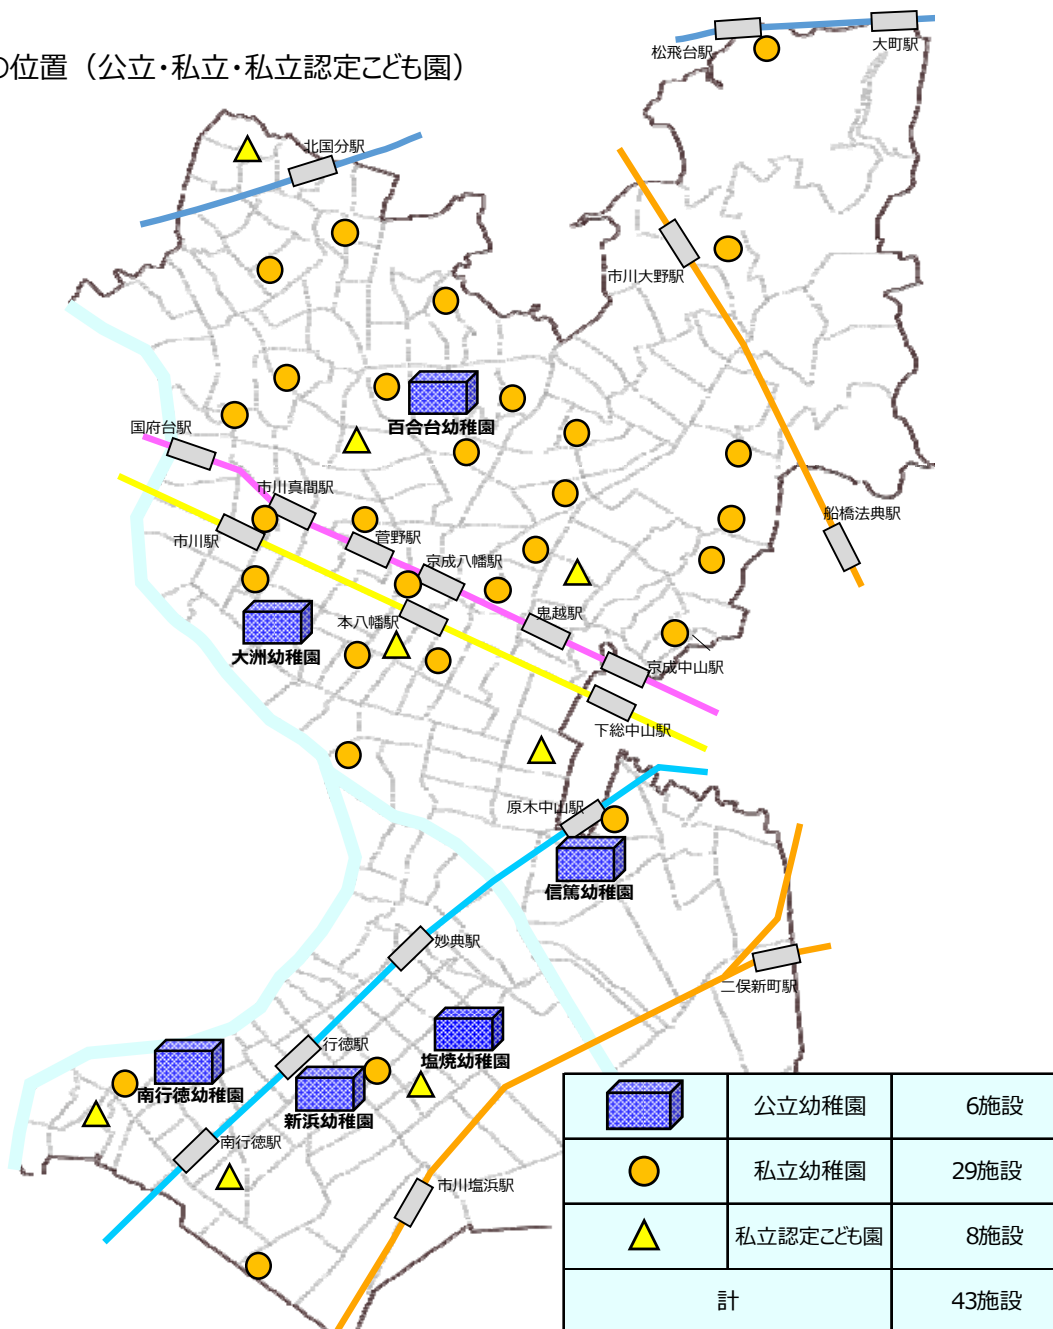 の位置（公立・私立・私立認定こども園）
松飛台駅
大町駅
北国分駅
市川大野駅
百合台幼稚園
国府台駅
市川真間駅
市川駅
菅野駅
京成八幡駅
船橋法典駅
本八幡駅
鬼越駅
大洲幼稚園
京成中山駅
下総中山駅
原木中山駅
信篤幼稚園
妙典駅
二俣新町駅
行徳駅
塩焼幼稚園
南行徳幼稚園
新浜幼稚園
南行徳駅
市川塩浜駅
公立幼稚園 6施設
私立幼稚園 29施設
私立認定こども園 8施設
計 43施設